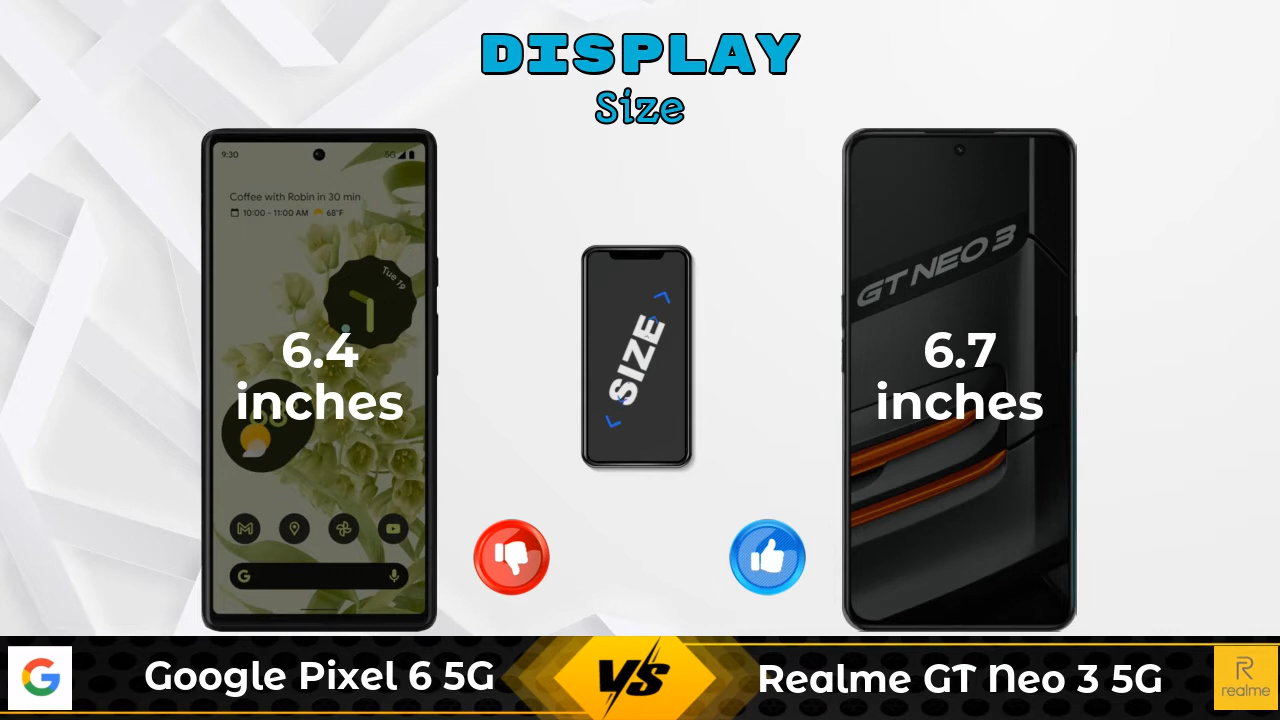 DISPLAY
Size
9:30
5G
Coffee with Robin in 30 min
10:00 - 11:00 AM 68°F
Tue 19
6.4
inches
SIZE
GT NEO 3
6.7
inches
Google Pixel 6 5G
VS
Realme GT Neo 3 5G
realme